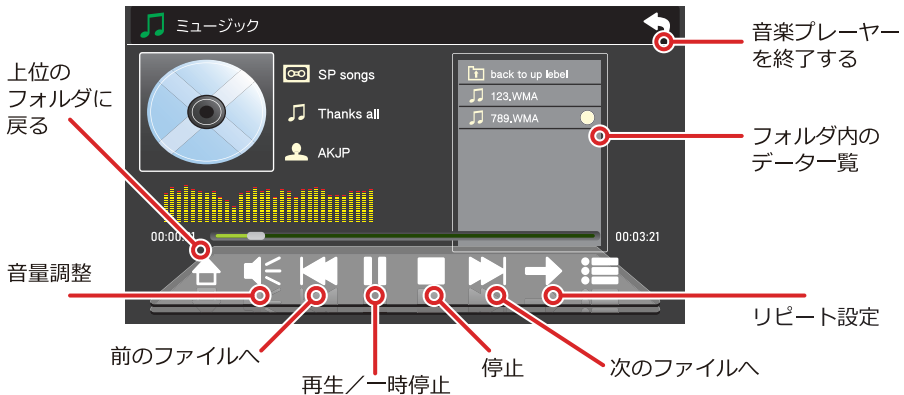 ミュージック
音楽プレーヤー
を終了する
上位の
フォルダに
戻る
SP songs
Thanks all
AKJP
back to up lebel
123.WMA
789.WMA
フォルダ内の
データ一覧
00:03:21
音量調整
リピート設定
前のファイルへ
再生／一時停止
停止
次のファイルへ